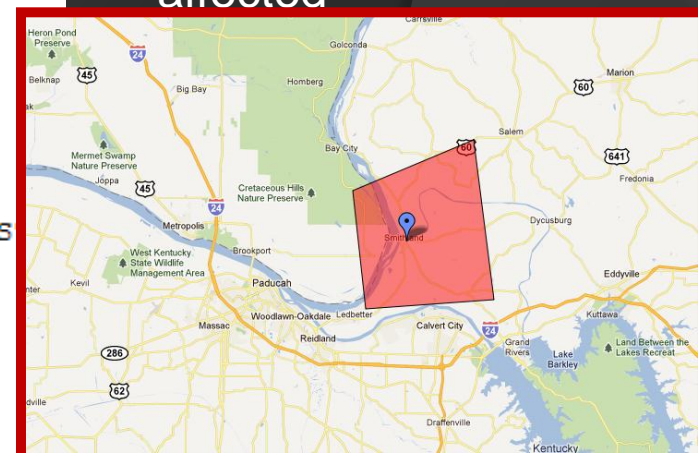 affected
s
Carrsville
Heron Pond
Preserve
24
Golconda
Belknap
45
Big Bay
Homberg
60
Marion
ak
Bay City
60
Salem
641
Mermet Swamp
Nature Preserve
Joppa
45
Cretaceous Hills
Nature Preserve
Fredonia
24
Metropolis
Smithland
Dycusburg
West Kentucky
State Wildlife
Management Area
Brookport
Kevil
Paducah
Eddyville
nter
Woodlawn-Oakdale
Ledbetter
Kuttawa
Massac
Reidland
Calvert City
24
Grand
Rivers
Lake
Barkley
Land Between the
Lakes Recreat
286
62
dville
Draffenville
Kentucky